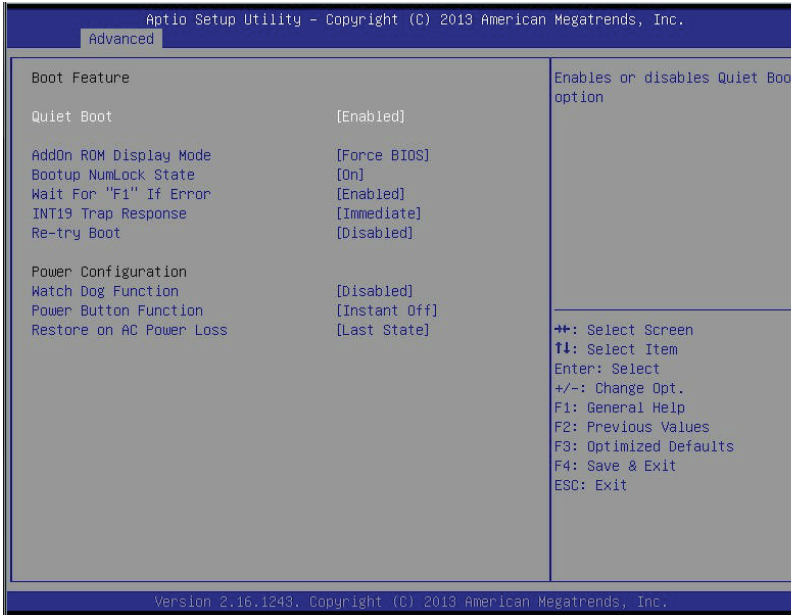 Aptio Setup Utility – Copyright (C) 2013 American Megatrends, Inc.
Advanced
Boot Feature
Quiet Boot [Enabled]
AddOn ROM Display Mode [Force BIOS]
Bootup NumLock State [On]
Wait For "F1" If Error [Enabled]
INT19 Trap Response [Immediate]
Re-try Boot [Disabled]
Power Configuration
Watch Dog Function [Disabled]
Power Button Function [Instant Off]
Restore on AC Power Loss [Last State]
Enables or disables Quiet Boo
option
→←: Select Screen
↑↓: Select Item
Enter: Select
+/-: Change Opt.
F1: General Help
F2: Previous Values
F3: Optimized Defaults
F4: Save & Exit
ESC: Exit
Version 2.16.1243. Copyright (C) 2013 American Megatrends, Inc.